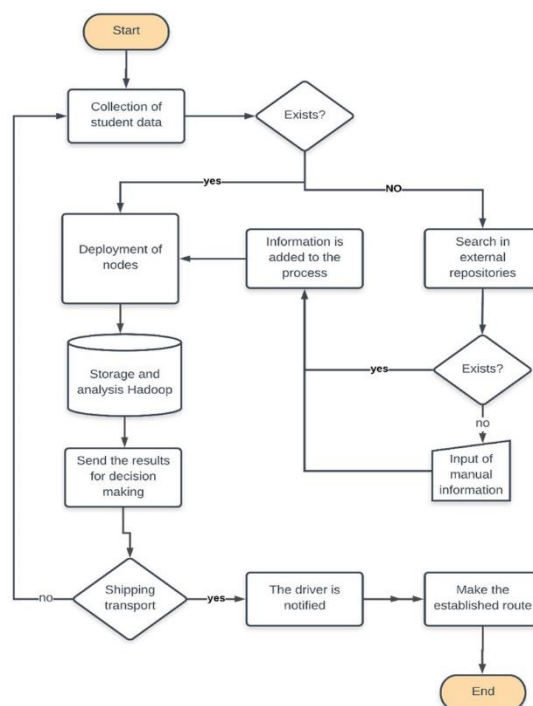 Start
Collection of
student data
Exists?
yes
NO
Deployment of
nodes
Information is
added to the
process
Search in
external
repositories
Storage and
analysis Hadoop
yes
Exists?
no
Send the results
for decision
making
Input of
manual
information
no
Shipping
transport
yes
The driver is
notified
Make the
established route
End